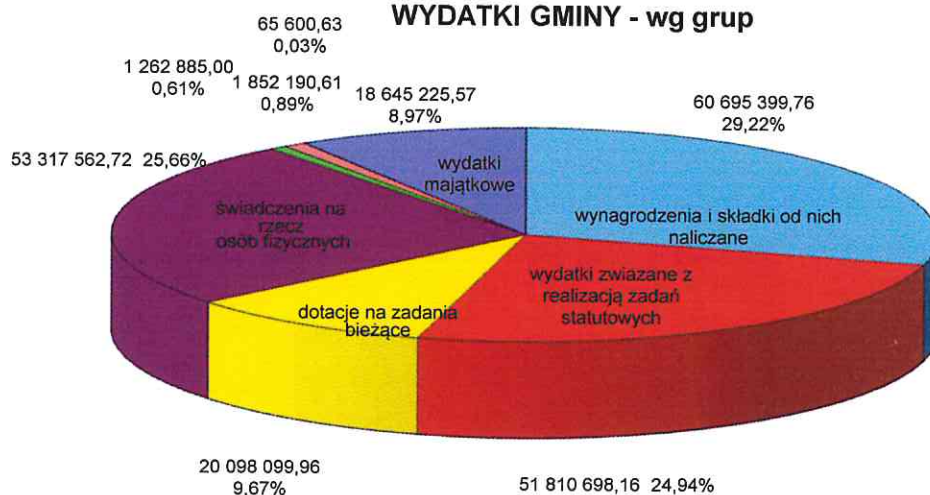 WYDATKI GMINY - wg grup
65 600,63
0,03%
1 262 885,00
0,61%
1 852 190,61
0,89%
18 645 225,57
8,97%
60 695 399,76
29,22%
53 317 562,72 25,66%
wydatki
majątkowe
świadczenia na
rzecz
osób fizycznych
wynagrodzenia i składki od nich
naliczane
wydatki zwiazane z
realizacją zadań
statutowych
dotacje na zadania
bieżące
20 098 099,96
9,67%
51 810 698,16 24,94%